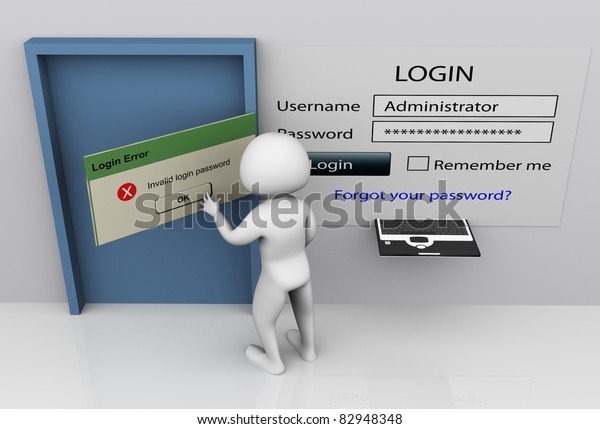 LOGIN
Username Administrator
Password *****************
Login Remember me
Forgot your password?
Login Error
Invalid login password
OK
shutterstock
www.shutterstock.com · 82948348